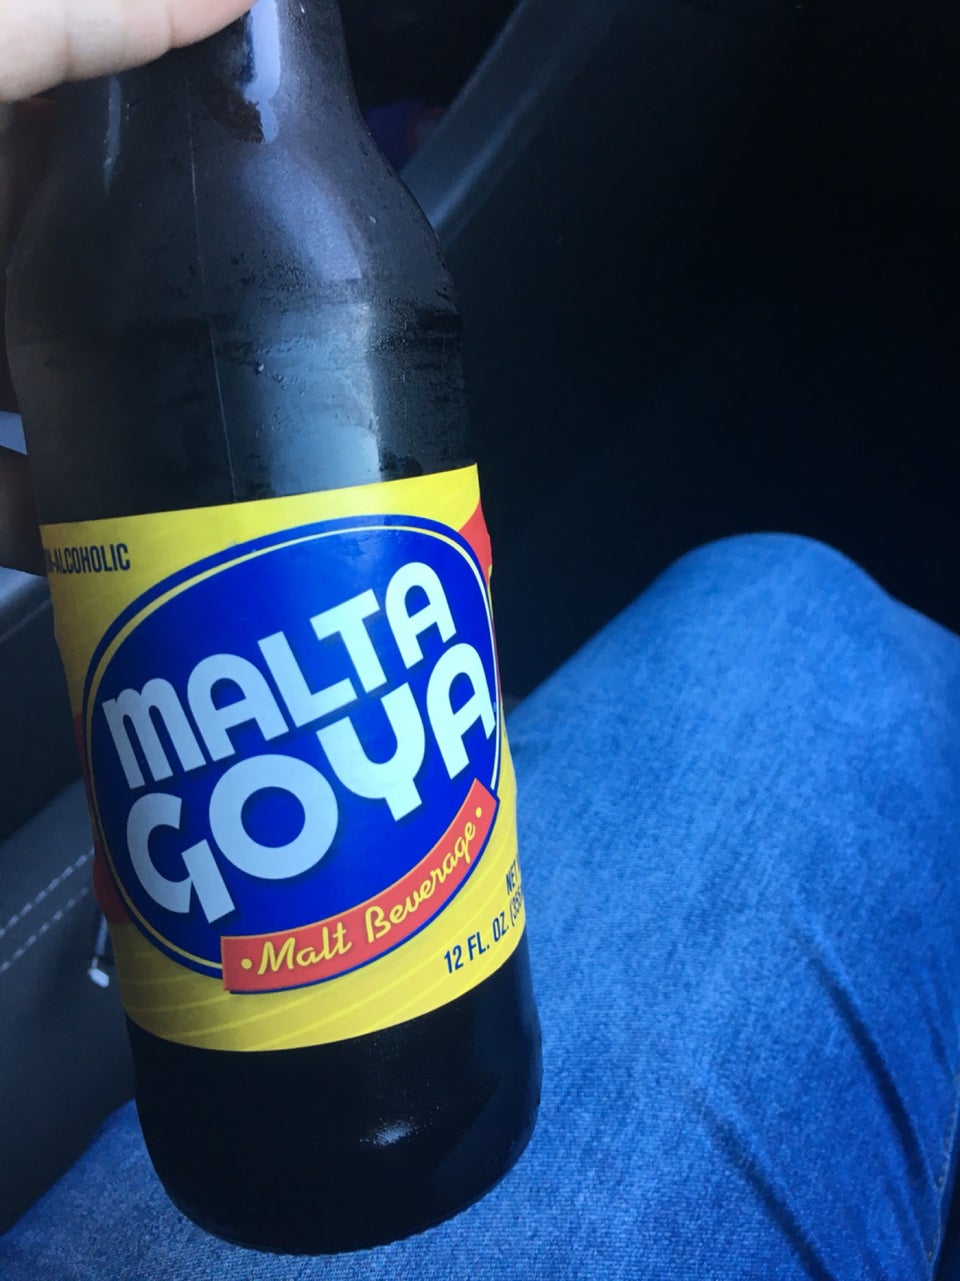 ALCOHOLIC
MALTA
GOYA
• Malt Beverage •
12 FL. OZ.